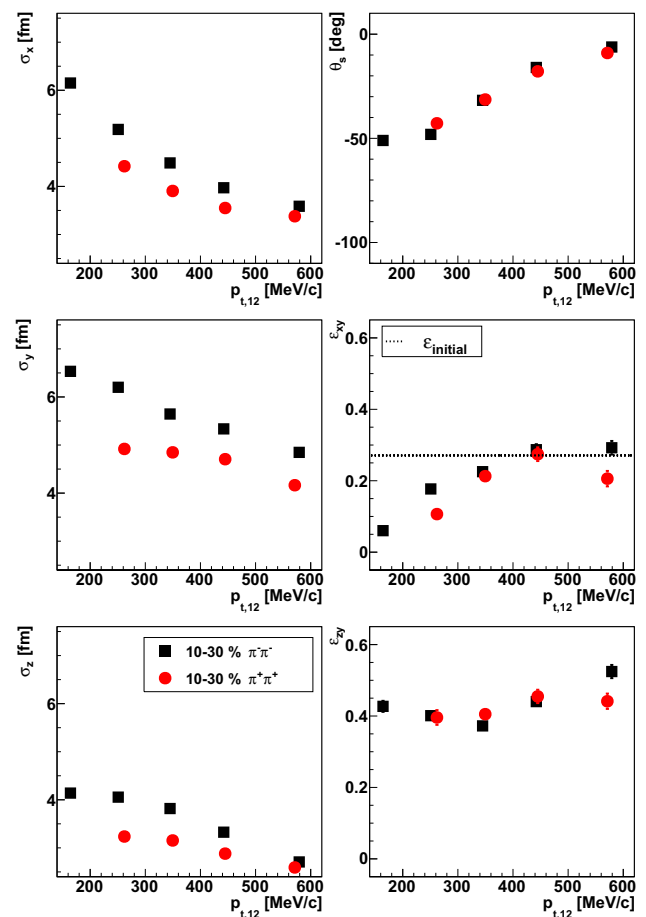 σx [fm]
6
4
200 300 400 500 600
pt,12 [MeV/c]
θs [deg]
0
-50
-100
200 300 400 500 600
pt,12 [MeV/c]
σy [fm]
6
4
200 300 400 500 600
pt,12 [MeV/c]
εxy
εinitial
0.6
0.4
0.2
0
200 300 400 500 600
pt,12 [MeV/c]
σz [fm]
10-30 % π⁻π⁻
10-30 % π⁺π⁺
6
4
200 300 400 500 600
pt,12 [MeV/c]
εzy
0.6
0.4
0.2
0
200 300 400 500 600
pt,12 [MeV/c]